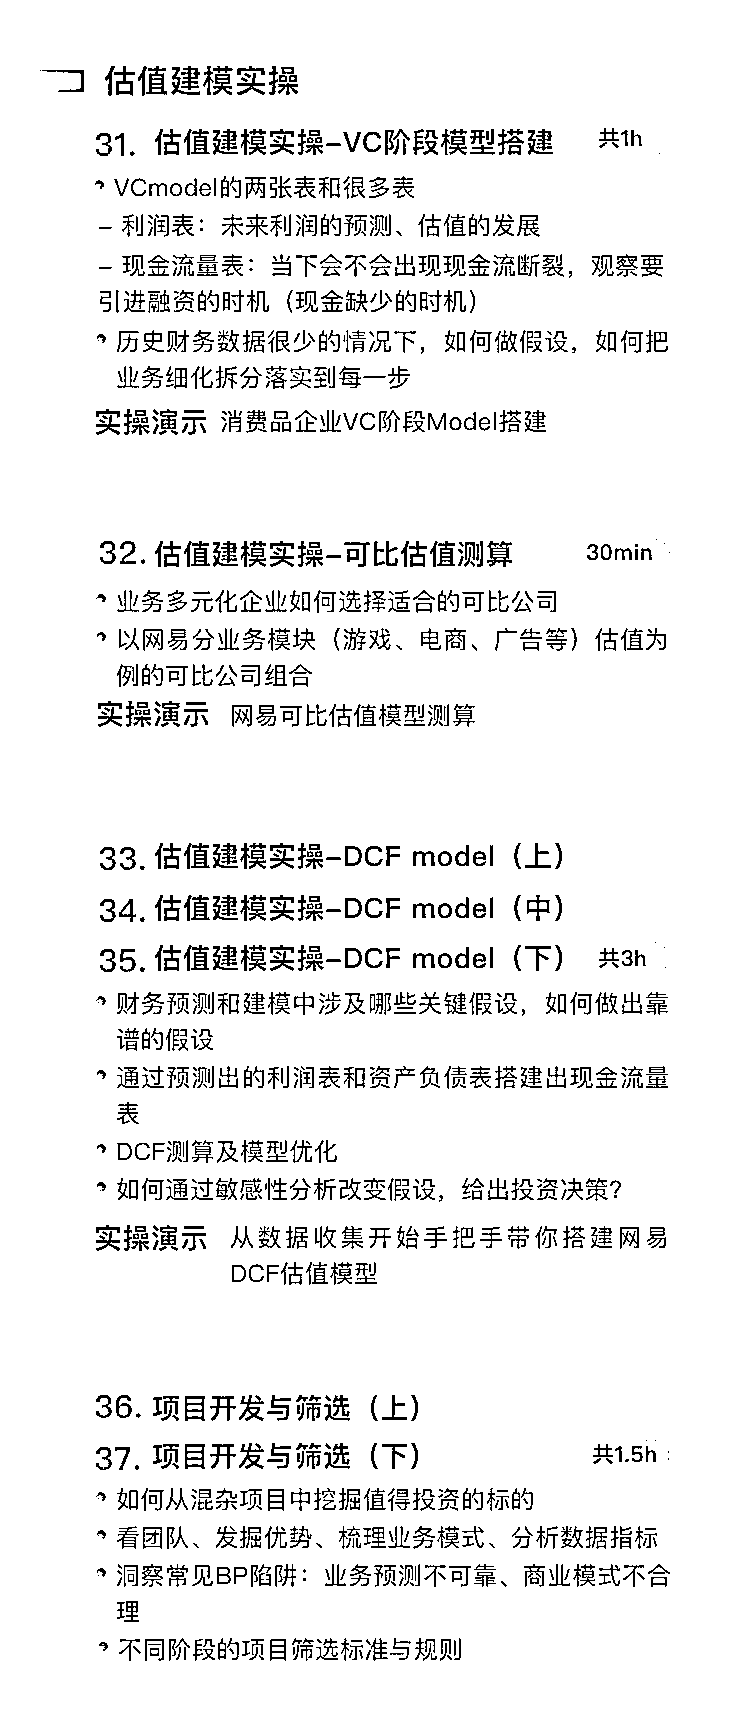 估值建模实操
31. 估值建模实操-VC阶段模型搭建 共1h
VCmodel的两张表和很多表
- 利润表：未来利润的预测、估值的发展
- 现金流量表：当下会不会出现现金流断裂，观察要
引进融资的时机（现金缺少的时机）
历史财务数据很少的情况下，如何做假设，如何把
业务细化拆分落实到每一步
实操演示 消费品企业VC阶段Model搭建
32. 估值建模实操-可比估值测算 30min
业务多元化企业如何选择适合的可比公司
以网易分业务模块（游戏、电商、广告等）估值为
例的可比公司组合
实操演示 网易可比估值模型测算
33. 估值建模实操-DCF model（上）
34. 估值建模实操-DCF model（中）
35. 估值建模实操-DCF model（下） 共3h
财务预测和建模中涉及哪些关键假设，如何做出靠
谱的假设
通过预测出的利润表和资产负债表搭建出现金流量
表
DCF测算及模型优化
如何通过敏感性分析改变假设，给出投资决策？
实操演示 从数据收集开始手把手带你搭建网易
DCF估值模型
36. 项目开发与筛选（上）
37. 项目开发与筛选（下） 共1.5h
如何从混杂项目中挖掘值得投资的标的
看团队、发掘优势、梳理业务模式、分析数据指标
洞察常见BP陷阱：业务预测不可靠、商业模式不合
理
不同阶段的项目筛选标准与规则